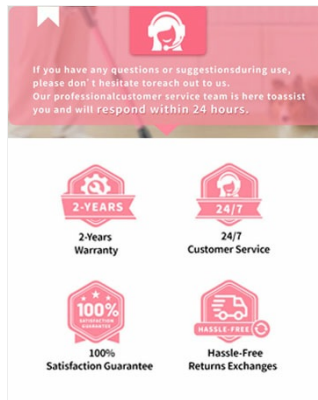 If you have any questions or suggestionsduring use,
please don't hesitate toreach out to us.
Our professionalcustomer service team is here toassist
you and will respond within 24 hours.
2-YEARS
24/7
2-Years
Warranty
24/7
Customer Service
100%
SATISFACTION
GUARANTEE
HASSLE-FREE
100%
Satisfaction Guarantee
Hassle-Free
Returns Exchanges